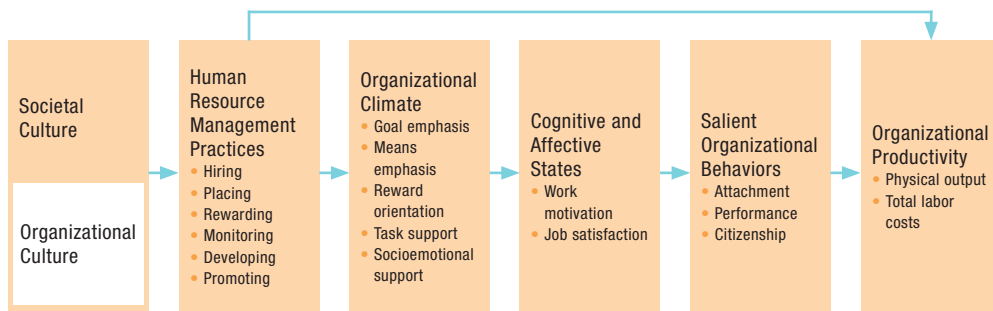 Societal
Culture
Organizational
Culture
Human
Resource
Management
Practices
• Hiring
• Placing
• Rewarding
• Monitoring
• Developing
• Promoting
Organizational
Climate
• Goal emphasis
• Means
emphasis
• Reward
orientation
• Task support
• Socioemotional
support
Cognitive and
Affective
States
• Work
motivation
• Job satisfaction
Salient
Organizational
Behaviors
• Attachment
• Performance
• Citizenship
Organizational
Productivity
• Physical output
• Total labor
costs